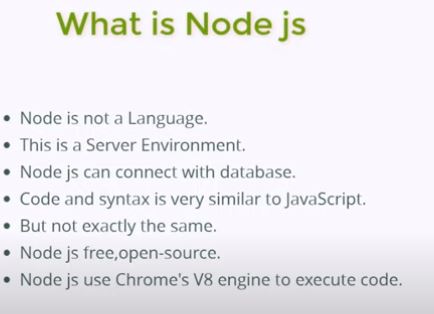 What is Node js
• Node is not a Language.
• This is a Server Environment.
• Node js can connect with database.
• Code and syntax is very similar to JavaScript.
• But not exactly the same.
• Node js free,open-source.
• Node js use Chrome's V8 engine to execute code.